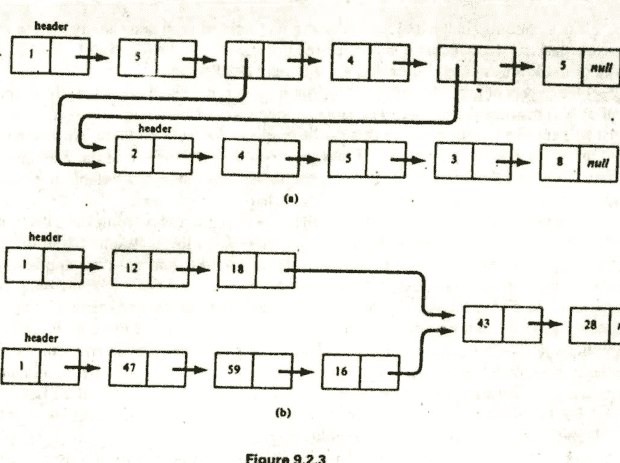 header
1 5 4 5 null
header
2 4 5 3 8 null
(a)
header
1 12 18
43 28
header
1 47 59 16
(b)
Figure 9.2.3